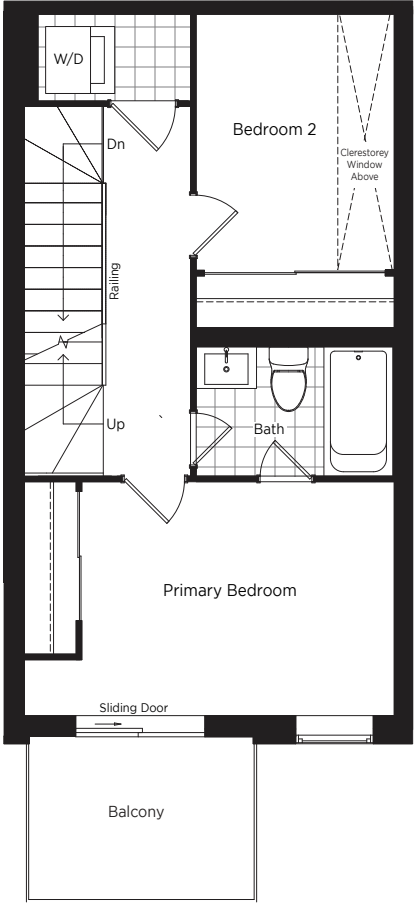 W/D
Bedroom 2
Dn
Clerestorey
Window
Above
Railing
Up
Bath
Primary Bedroom
Sliding Door
Balcony